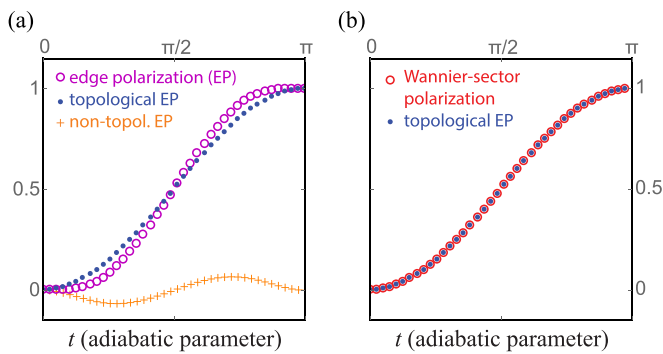 (a)
0 π/2 π
edge polarization (EP)
topological EP
non-topol. EP
1
0.5
0
t (adiabatic parameter)
(b)
0 π/2 π
Wannier-sector
polarization
topological EP
1
0.5
0
t (adiabatic parameter)